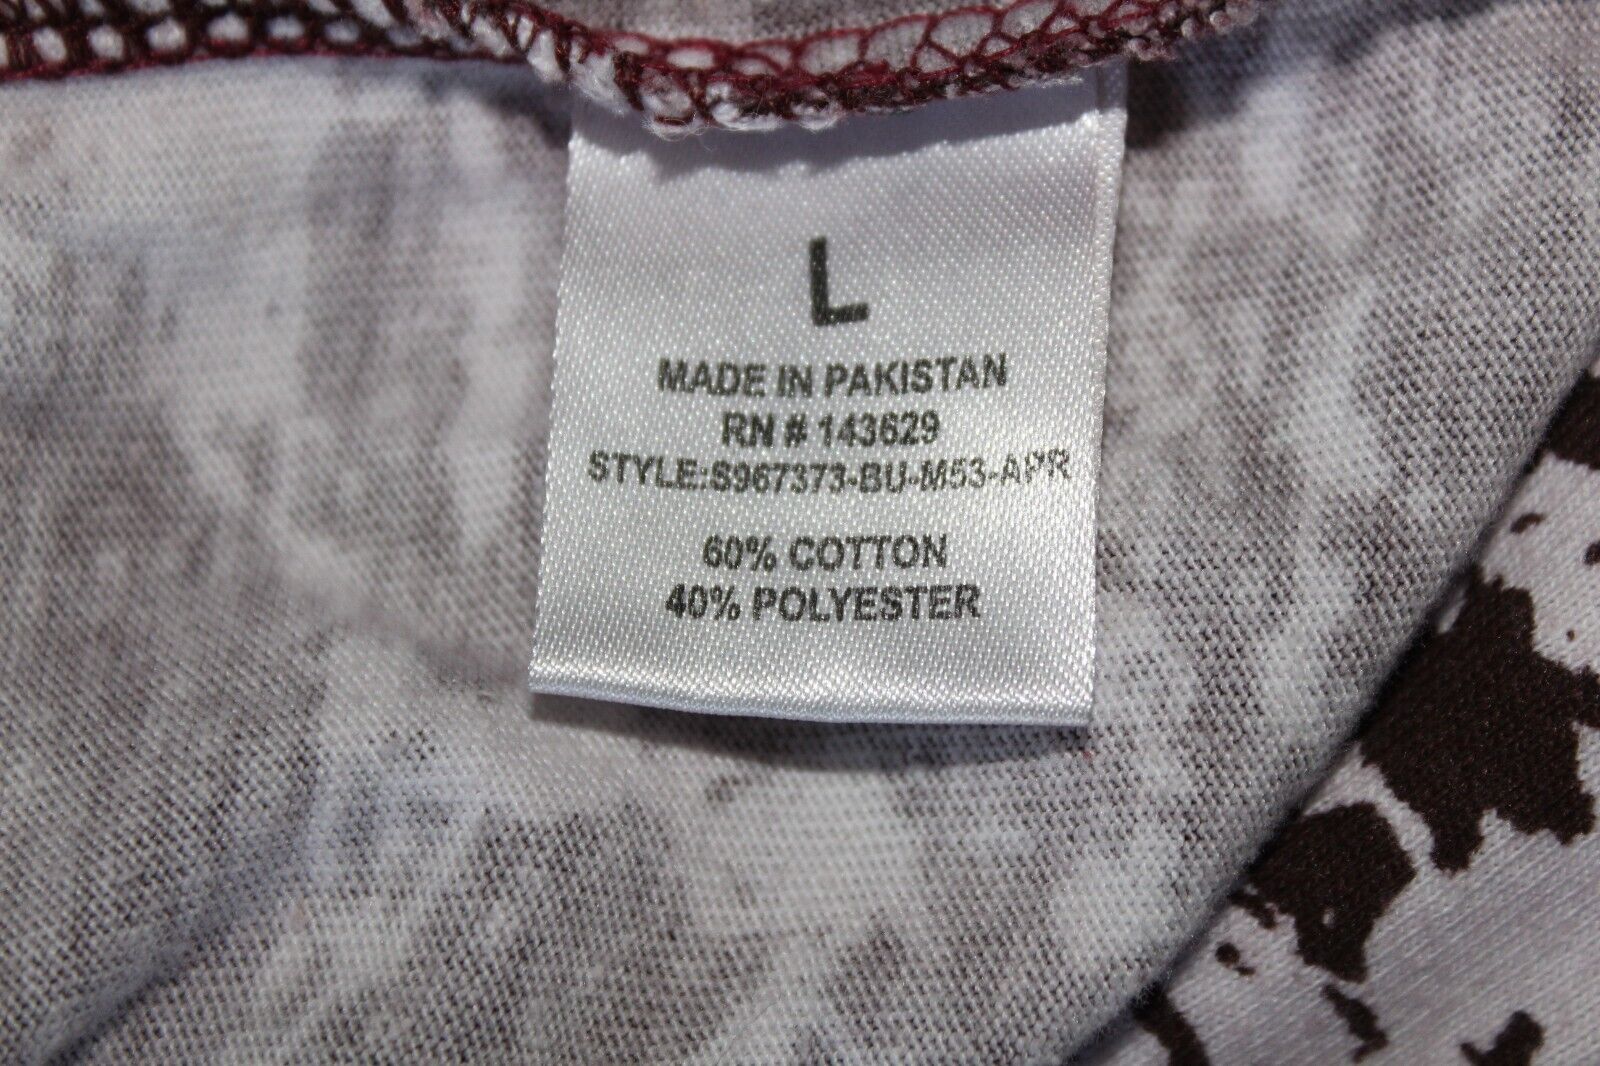 L
MADE IN PAKISTAN
RN # 143629
STYLE:S967373-BU-M53-APR
60% COTTON
40% POLYESTER